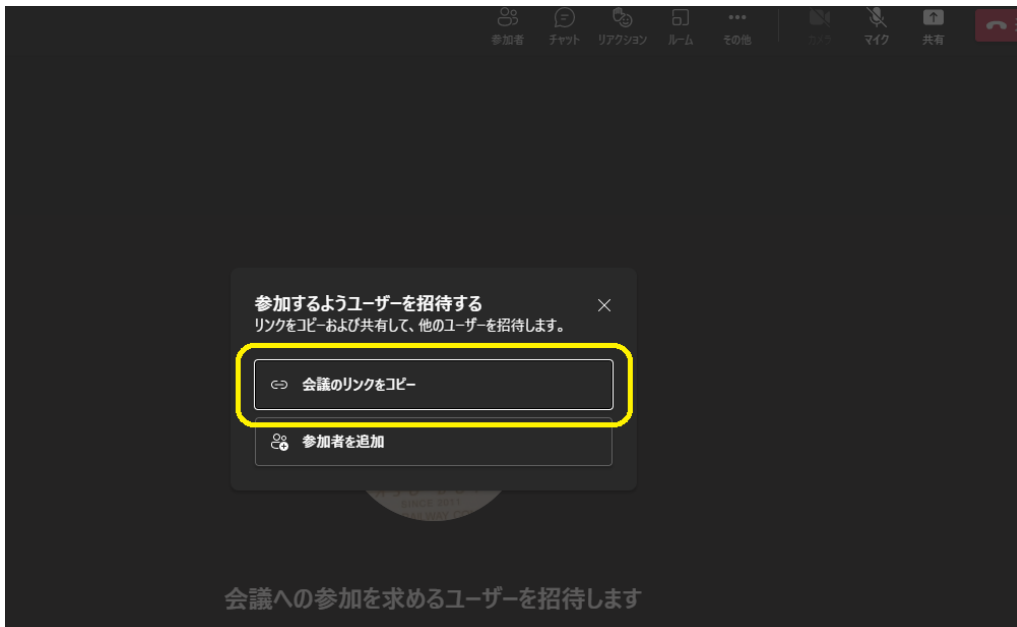 参加者 チャット リアクション ルーム その他 カメラ マイク 共有
参加するようユーザーを招待する
リンクをコピーおよび共有して、他のユーザーを招待します。
会議のリンクをコピー
参加者を追加
SINCE 2011
会議への参加を求めるユーザーを招待します